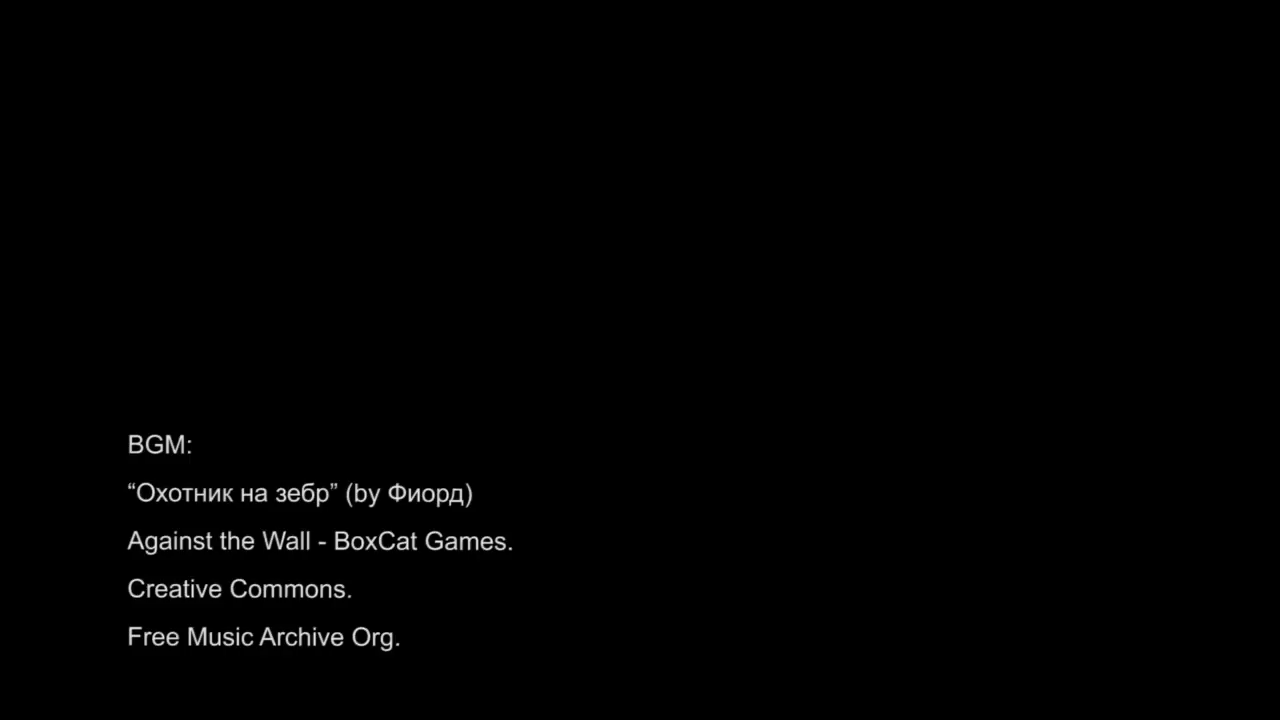 BGM:
“Охотник на зебр” (by Фиорд)
Against the Wall - BoxCat Games.
Creative Commons.
Free Music Archive Org.